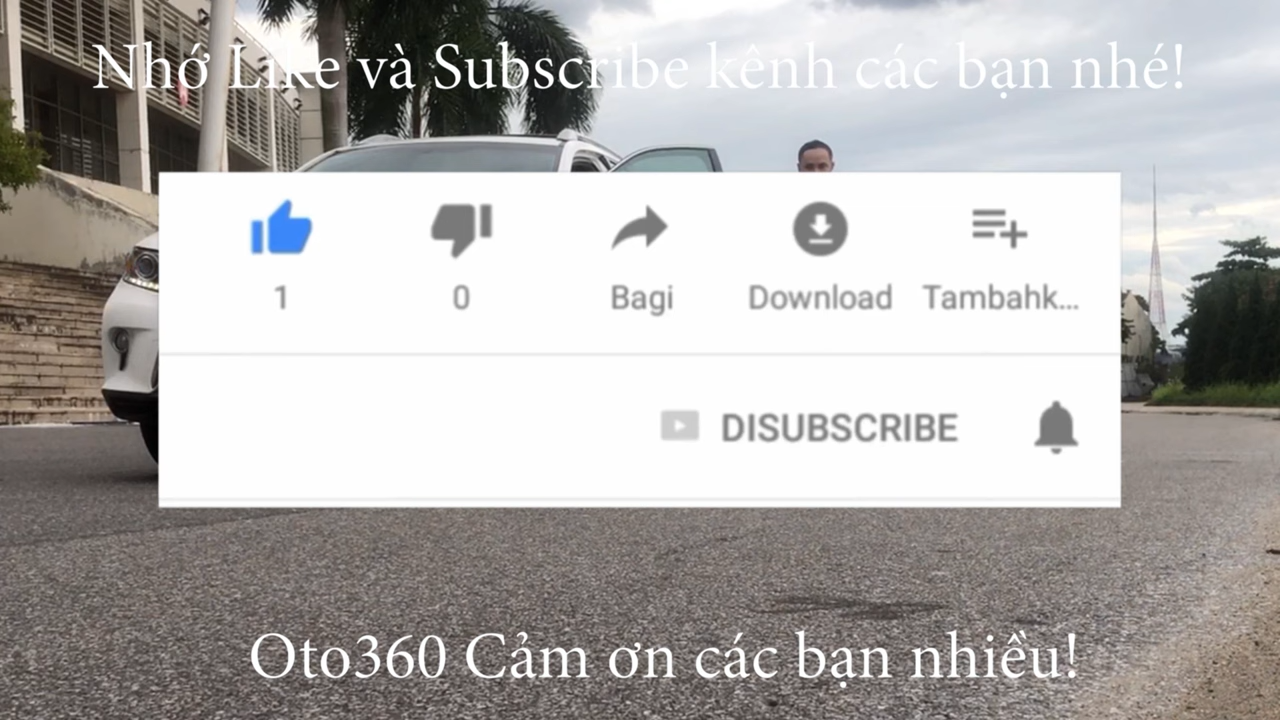 Nhớ Like và Subscribe kênh các bạn nhé!
1 0 Bagi Download Tambahk...
DISUBSCRIBE
Oto360 Cảm ơn các bạn nhiều!